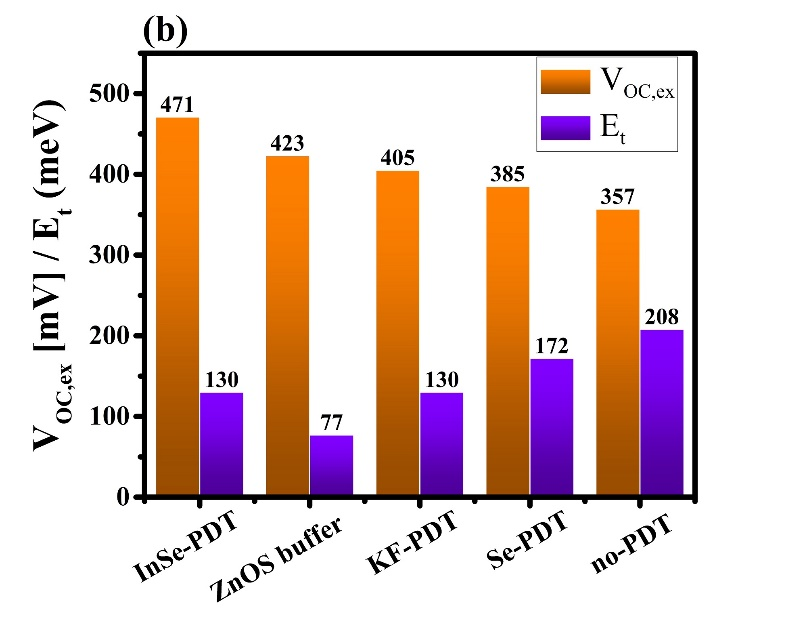 (b)
V_OC,ex [mV] / E_t (meV)
500
400
300
200
100
0
V_OC,ex
E_t
471
130
423
77
405
130
385
172
357
208
InSe-PDT
ZnOS buffer
KF-PDT
Se-PDT
no-PDT